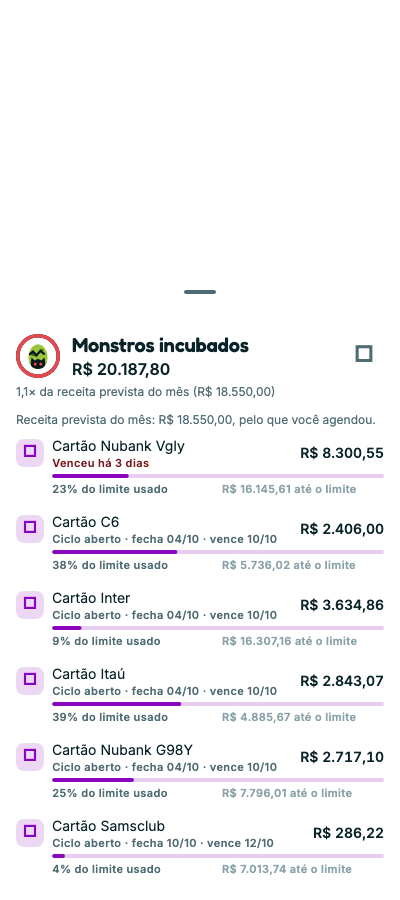 Monstros incubados
R$ 20.187,80
1,1× da receita prevista do mês (R$ 18.550,00)
Receita prevista do mês: R$ 18.550,00, pelo que você agendou.
Cartão Nubank Vgly
R$ 8.300,55
Venceu há 3 dias
23% do limite usado
R$ 16.145,61 até o limite
Cartão C6
R$ 2.406,00
Ciclo aberto · fecha 04/10 · vence 10/10
38% do limite usado
R$ 5.736,02 até o limite
Cartão Inter
R$ 3.634,86
Ciclo aberto · fecha 04/10 · vence 10/10
9% do limite usado
R$ 16.307,16 até o limite
Cartão Itaú
R$ 2.843,07
Ciclo aberto · fecha 04/10 · vence 10/10
39% do limite usado
R$ 4.885,67 até o limite
Cartão Nubank G98Y
R$ 2.717,10
Ciclo aberto · fecha 04/10 · vence 10/10
25% do limite usado
R$ 7.796,01 até o limite
Cartão Samsclub
R$ 286,22
Ciclo aberto · fecha 10/10 · vence 12/10
4% do limite usado
R$ 7.013,74 até o limite